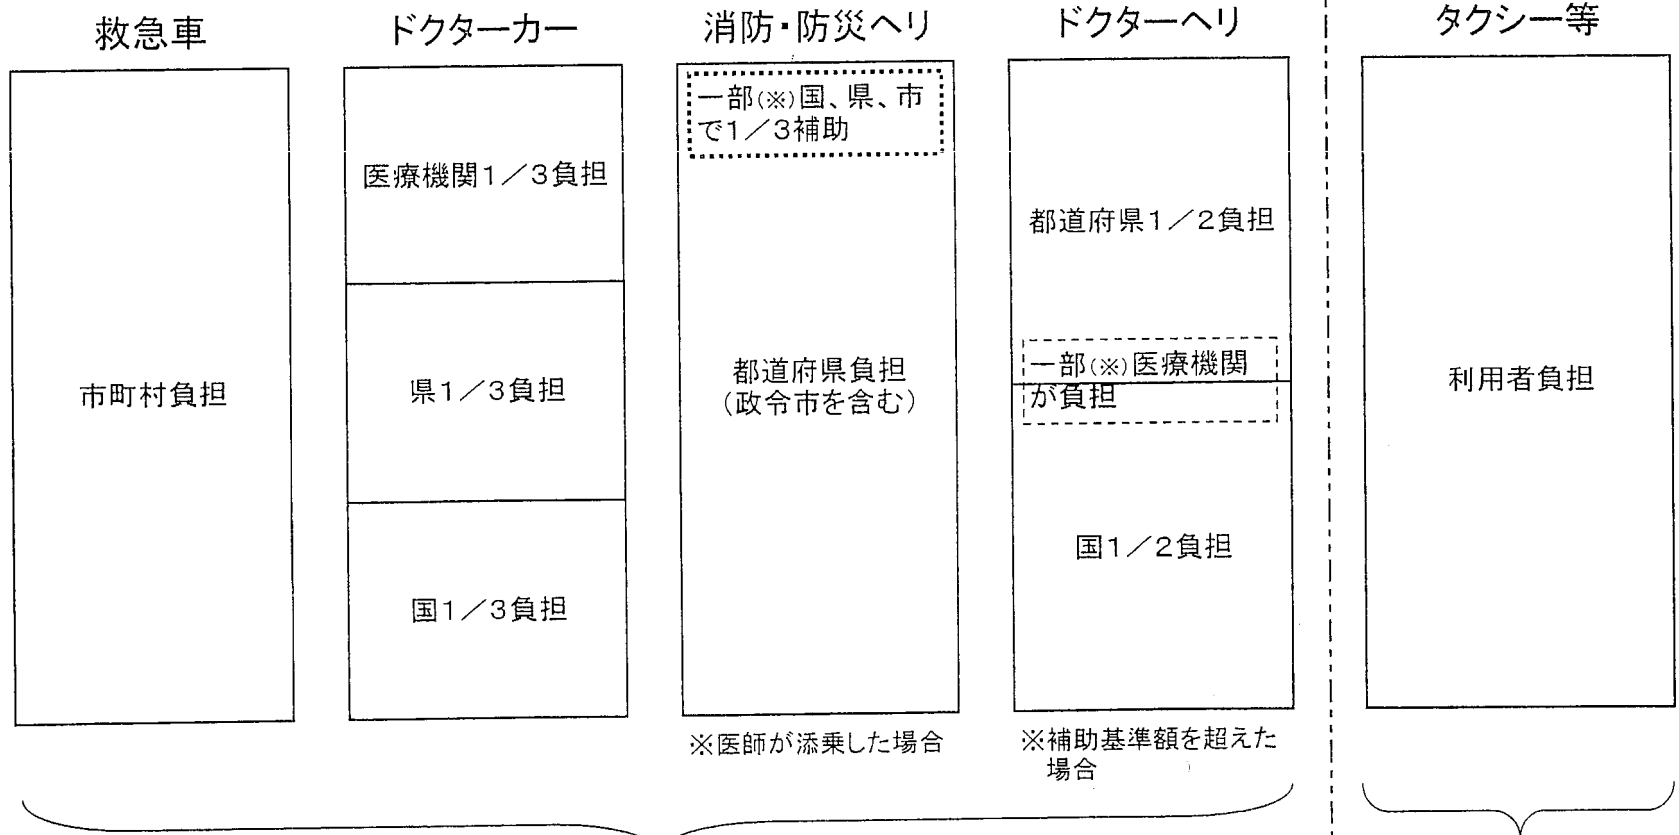 救急車
ドクターカー
消防・防災ヘリ
ドクターヘリ
タクシー等
市町村負担
医療機関1／3負担
県1／3負担
国1／3負担
一部(※)国、県、市
で1／3補助
都道府県負担
(政令市を含む)
※医師が添乗した場合
都道府県1／2負担
一部(※)医療機関
が負担
国1／2負担
※補助基準額を超えた
場合
利用者負担